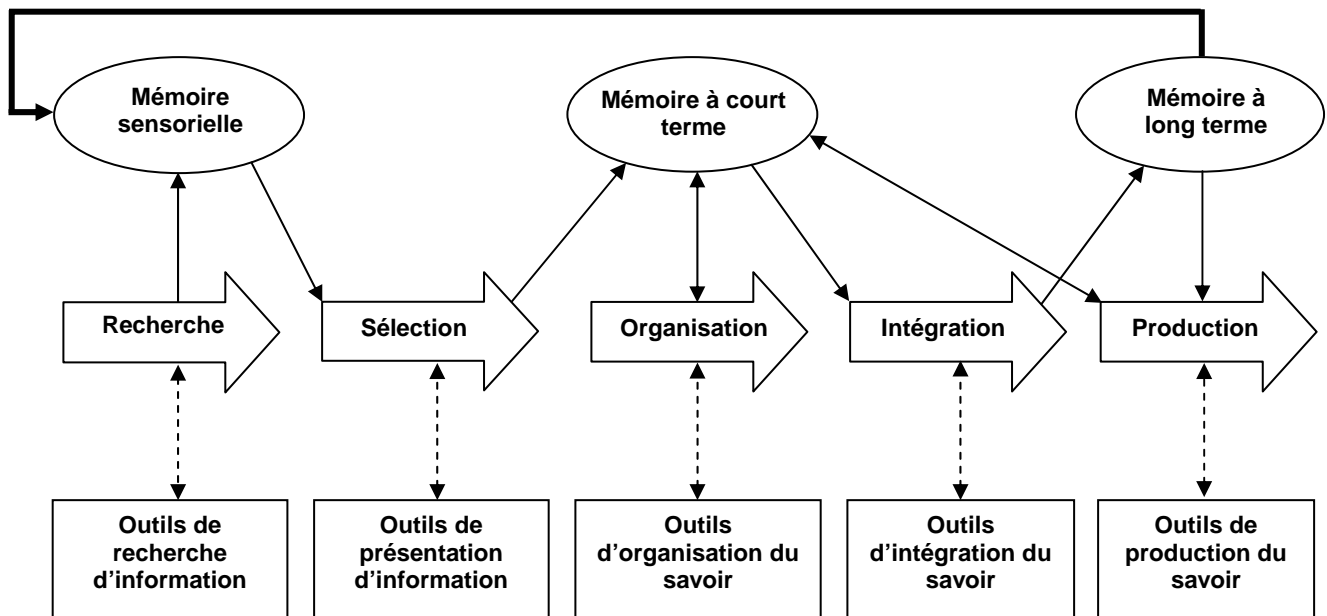 Mémoire
sensorielle
Mémoire à court
terme
Mémoire à
long terme
Recherche
Sélection
Organisation
Intégration
Production
Outils de
recherche
d'information
Outils de
présentation
d'information
Outils
d'organisation du
savoir
Outils
d'intégration du
savoir
Outils de
production du
savoir